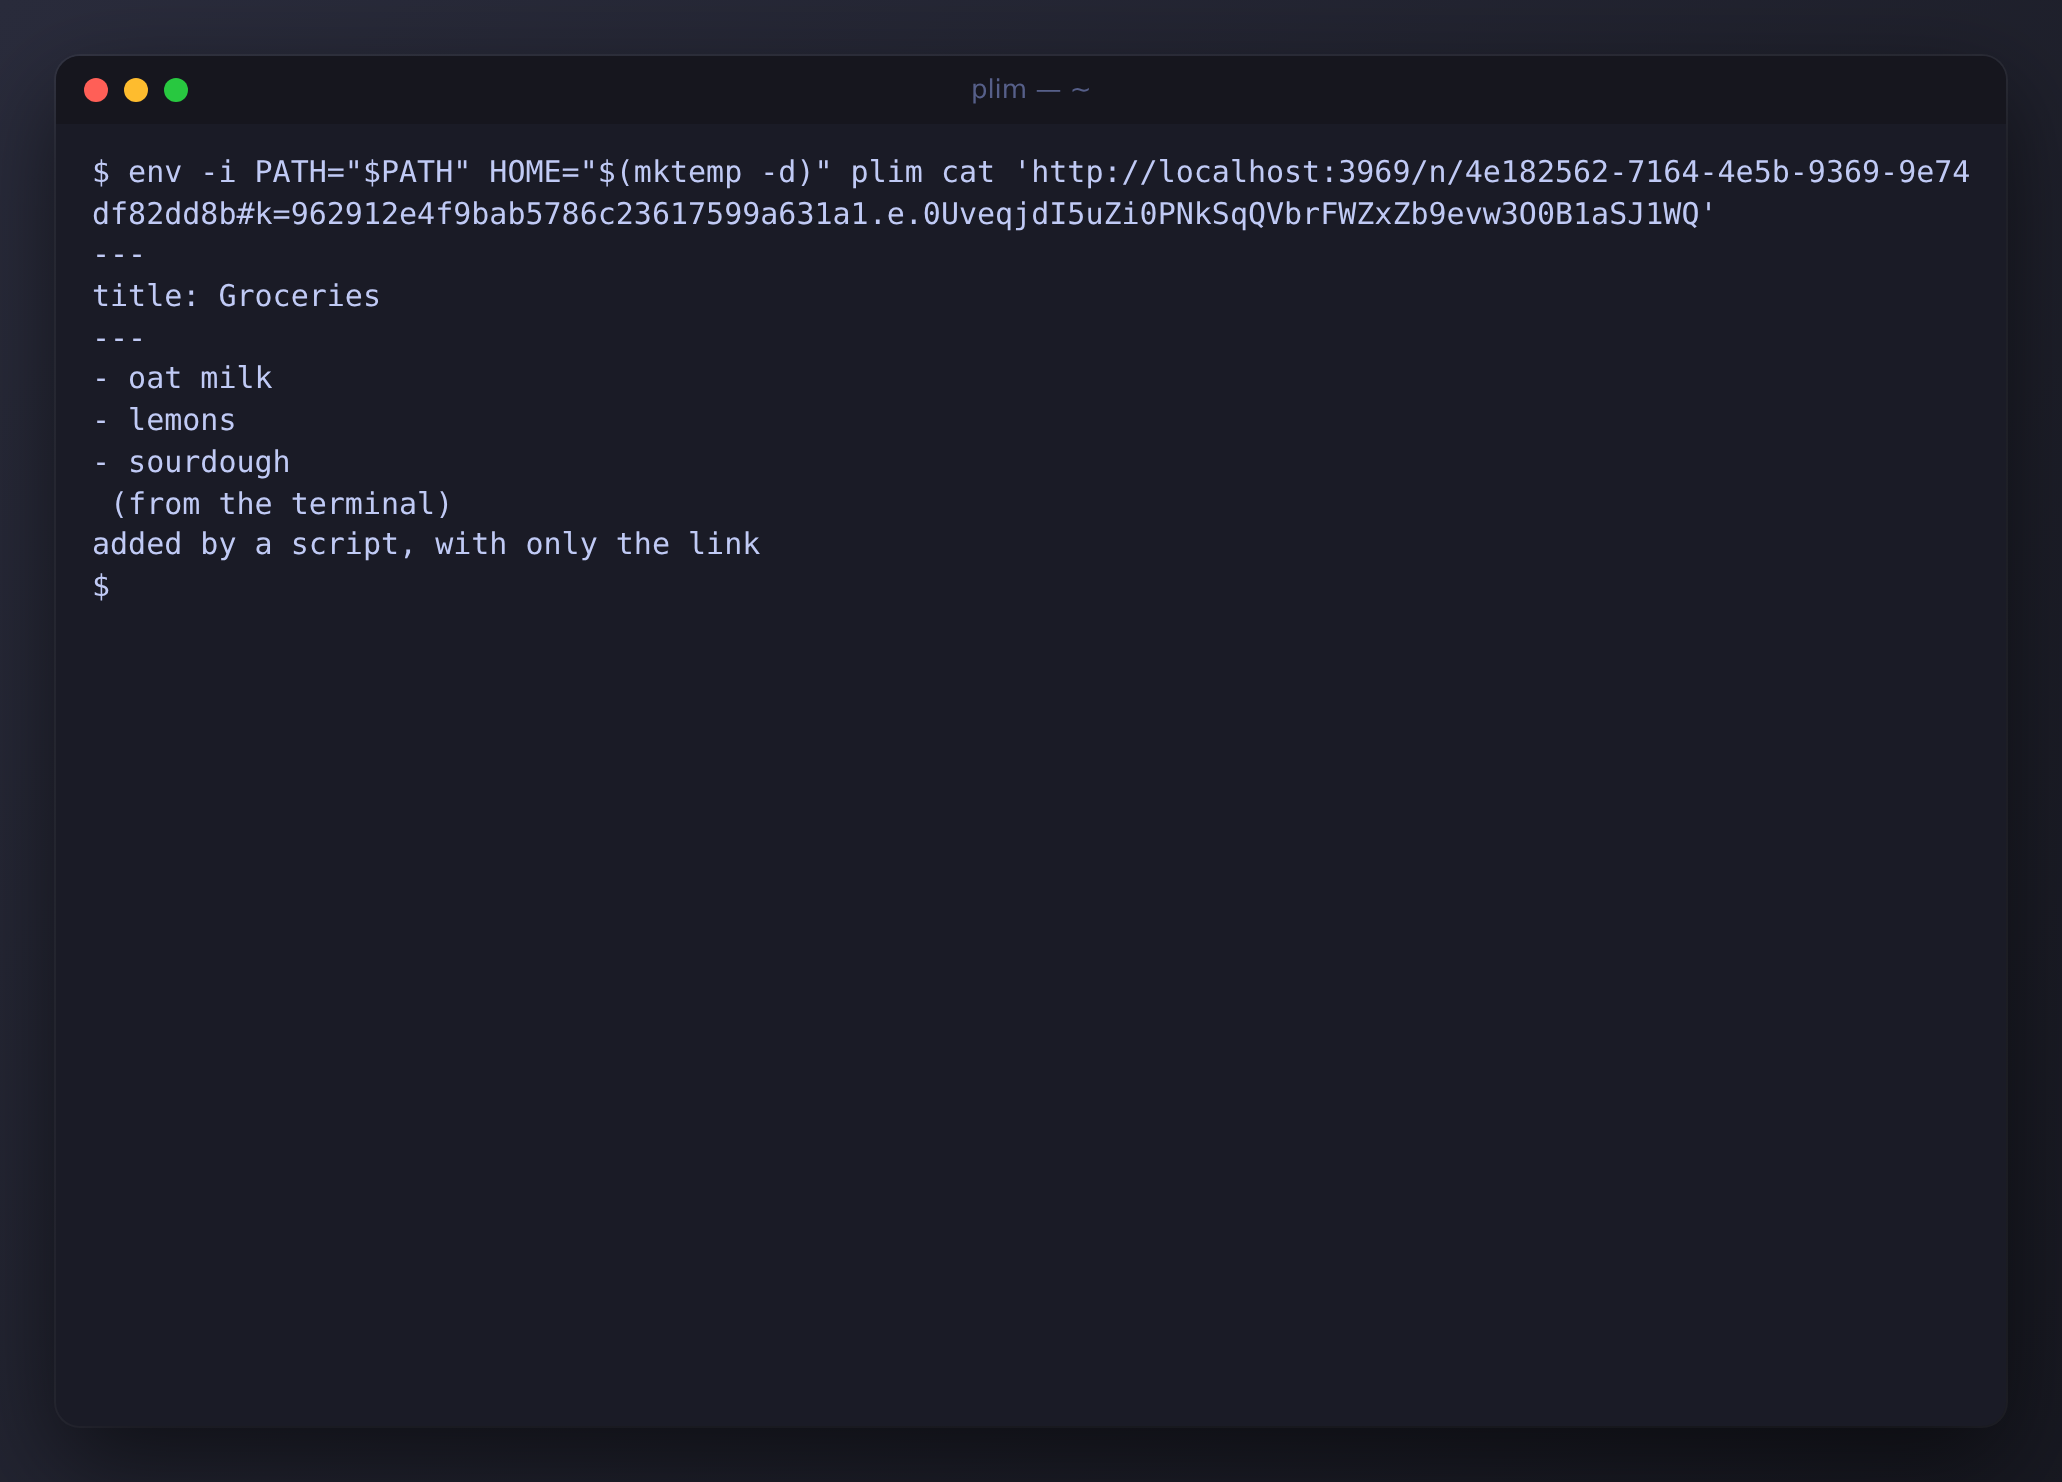 plim — ~
$ env -i PATH="$PATH" HOME="$(mktemp -d)" plim cat 'http://localhost:3969/n/4e182562-7164-4e5b-9369-9e74
df82dd8b#k=962912e4f9bab5786c23617599a631a1.e.0UveqjdI5uZi0PNkSqQVbrFWZxZb9evw3O0B1aSJ1WQ'
---
title: Groceries
---
- oat milk
- lemons
- sourdough
 (from the terminal)
added by a script, with only the link
$